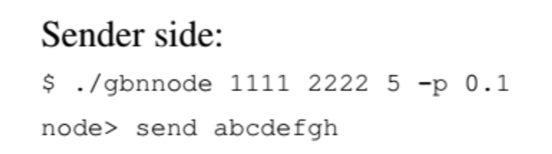 Sender side:
$ ./gbnnode 1111 2222 5 -p 0.1
node> send abcdefgh